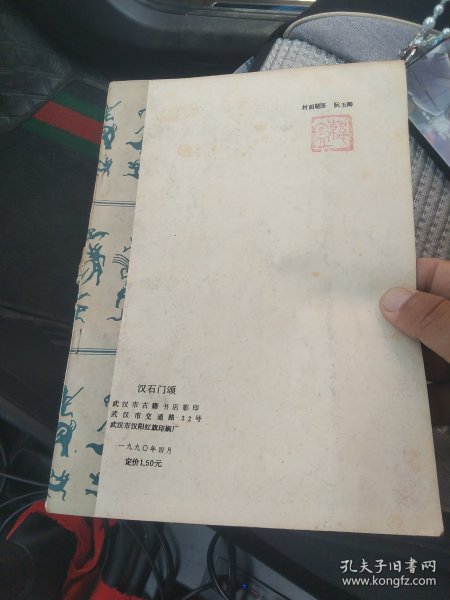 封面题签 阮玉卿
汉石门颂
武汉市古籍书店影印
武汉市交通路32号
武汉市汉阳红旗印刷厂
一九九〇年四月
定价1.50元
孔夫子旧书网
www.kongfz.com